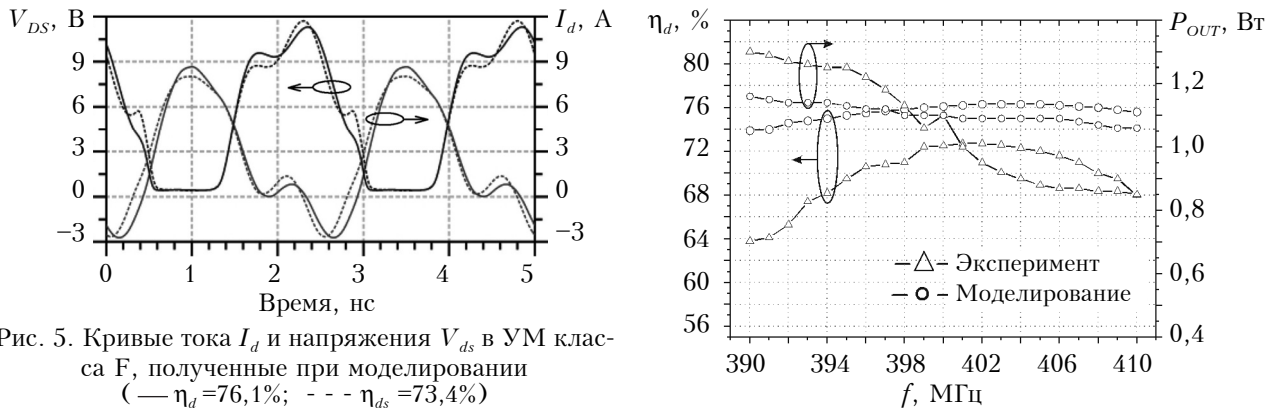 V_DS, В
I_d, А
9
6
3
0
−3
9
6
3
0
−3
0 1 2 3 4 5
Время, нс
Рис. 5. Кривые тока I_d и напряжения V_ds в УМ клас-
са F, полученные при моделировании
( — η_d =76,1%; - - - η_ds =73,4%)
η_d, %
P_OUT, Вт
80
76
72
68
64
60
56
1,2
1,0
0,8
0,6
0,4
Эксперимент
Моделирование
390 394 398 402 406 410
f, МГц